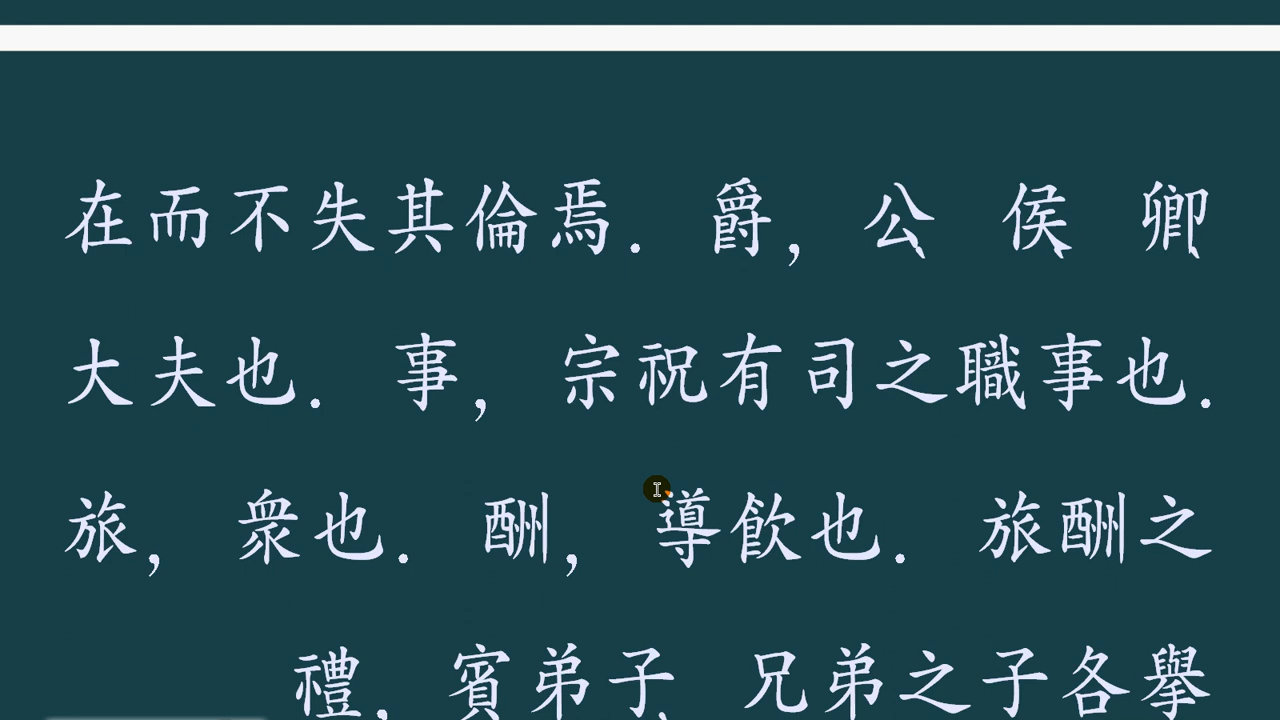 在而不失其倫焉. 爵, 公 侯 卿
大夫也. 事, 宗祝有司之職事也.
旅, 衆也. 酬, 導飮也. 旅酬之
禮, 賓弟子, 兄弟之子各擧